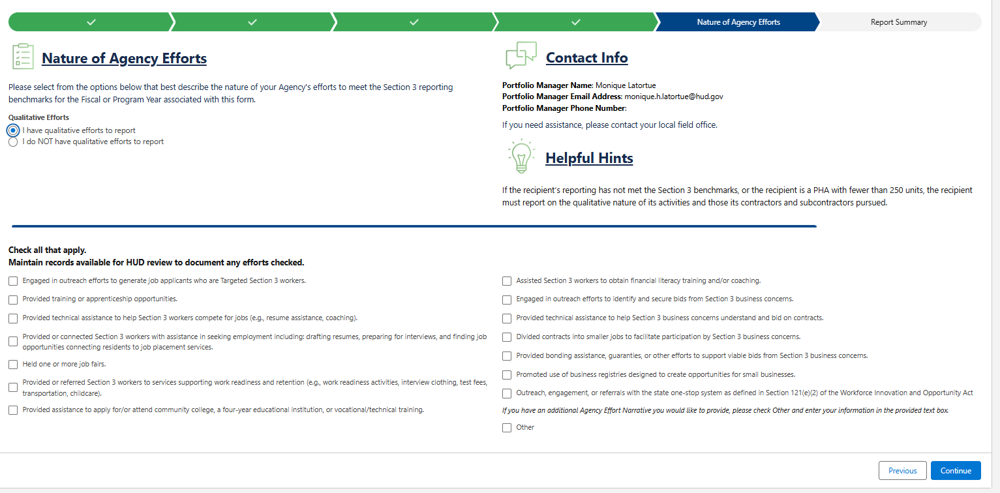 Nature of Agency Efforts
Report Summary
Nature of Agency Efforts
Please select from the options below that best describe the nature of your Agency's efforts to meet the Section 3 reporting
benchmarks for the Fiscal or Program Year associated with this form.
Qualitative Efforts
I have qualitative efforts to report
I do NOT have qualitative efforts to report
Contact Info
Portfolio Manager Name: Monique Latortue
Portfolio Manager Email Address: monique.h.latortue@hud.gov
Portfolio Manager Phone Number:
If you need assistance, please contact your local field office.
Helpful Hints
If the recipient's reporting has not met the Section 3 benchmarks, or the recipient is a PHA with fewer than 250 units, the recipient
must report on the qualitative nature of its activities and those its contractors and subcontractors pursued.
Check all that apply.
Maintain records available for HUD review to document any efforts checked.
Engaged in outreach efforts to generate job applicants who are Targeted Section 3 workers.
Provided training or apprenticeship opportunities.
Provided technical assistance to help Section 3 workers compete for jobs (e.g., resume assistance, coaching).
Provided or connected Section 3 workers with assistance in seeking employment including: drafting resumes, preparing for interviews, and finding job
opportunities connecting residents to job placement services.
Held one or more job fairs.
Provided or referred Section 3 workers to services supporting work readiness and retention (e.g., work readiness activities, interview clothing, test fees,
transportation, childcare).
Provided assistance to apply for/or attend community college, a four-year educational institution, or vocational/technical training.
Assisted Section 3 workers to obtain financial literacy training and/or coaching.
Engaged in outreach efforts to identify and secure bids from Section 3 business concerns.
Provided technical assistance to help Section 3 business concerns understand and bid on contracts.
Divided contracts into smaller jobs to facilitate participation by Section 3 business concerns.
Provided bonding assistance, guaranties, or other efforts to support viable bids from Section 3 business concerns.
Promoted use of business registries designed to create opportunities for small businesses.
Outreach, engagement, or referrals with the state one-stop system as defined in Section 121(e)(2) of the Workforce Innovation and Opportunity Act
If you have an additional Agency Effort Narrative you would like to provide, please check Other and enter your information in the provided text box.
Other
Previous
Continue